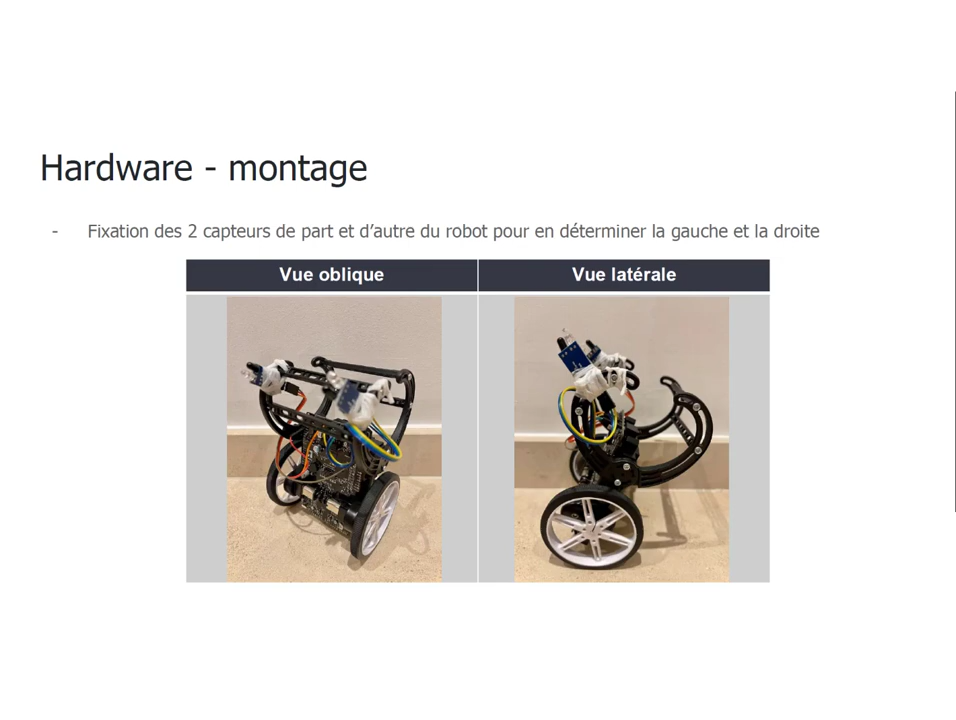 Hardware - montage
- Fixation des 2 capteurs de part et d’autre du robot pour en déterminer la gauche et la droite
Vue oblique Vue latérale